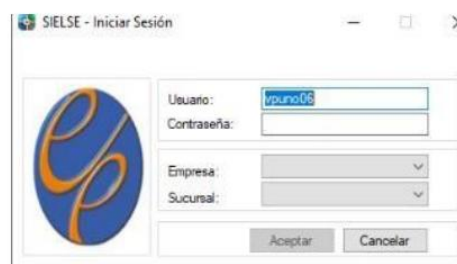 SIELSE - Iniciar Sesión
Usuario: vpuno06
Contraseña:
Empresa:
Sucursal:
Aceptar Cancelar